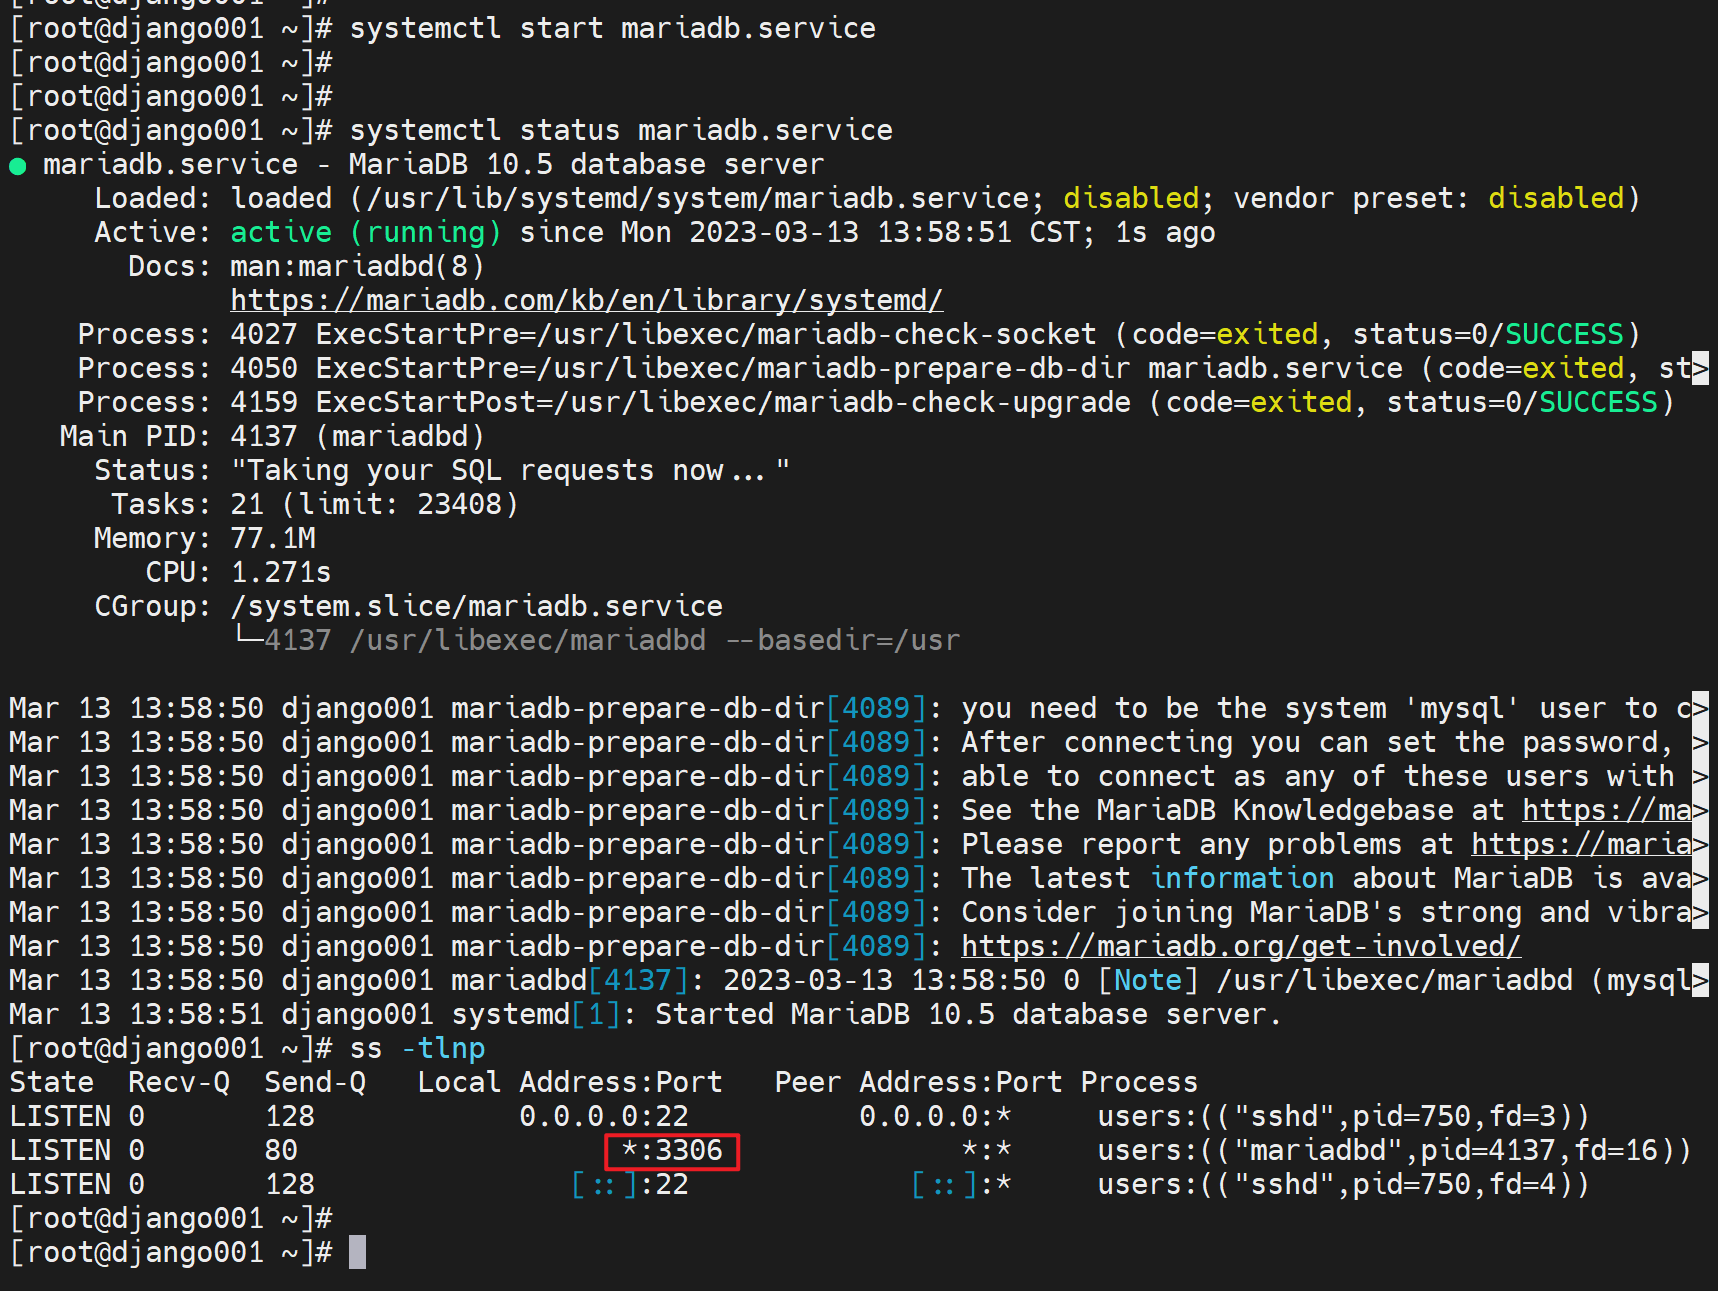 [root@django001 ~]#
[root@django001 ~]# systemctl start mariadb.service
[root@django001 ~]#
[root@django001 ~]#
[root@django001 ~]# systemctl status mariadb.service
● mariadb.service - MariaDB 10.5 database server
Loaded: loaded (/usr/lib/systemd/system/mariadb.service; disabled; vendor preset: disabled)
Active: active (running) since Mon 2023-03-13 13:58:51 CST; 1s ago
Docs: man:mariadbd(8)
https://mariadb.com/kb/en/library/systemd/
Process: 4027 ExecStartPre=/usr/libexec/mariadb-check-socket (code=exited, status=0/SUCCESS)
Process: 4050 ExecStartPre=/usr/libexec/mariadb-prepare-db-dir mariadb.service (code=exited, st>
Process: 4159 ExecStartPost=/usr/libexec/mariadb-check-upgrade (code=exited, status=0/SUCCESS)
Main PID: 4137 (mariadbd)
Status: "Taking your SQL requests now..."
Tasks: 21 (limit: 23408)
Memory: 77.1M
CPU: 1.271s
CGroup: /system.slice/mariadb.service
└─4137 /usr/libexec/mariadbd --basedir=/usr
Mar 13 13:58:50 django001 mariadb-prepare-db-dir[4089]: you need to be the system 'mysql' user to c>
Mar 13 13:58:50 django001 mariadb-prepare-db-dir[4089]: After connecting you can set the password, >
Mar 13 13:58:50 django001 mariadb-prepare-db-dir[4089]: able to connect as any of these users with >
Mar 13 13:58:50 django001 mariadb-prepare-db-dir[4089]: See the MariaDB Knowledgebase at https://ma>
Mar 13 13:58:50 django001 mariadb-prepare-db-dir[4089]: Please report any problems at https://maria>
Mar 13 13:58:50 django001 mariadb-prepare-db-dir[4089]: The latest information about MariaDB is ava>
Mar 13 13:58:50 django001 mariadb-prepare-db-dir[4089]: Consider joining MariaDB's strong and vibra>
Mar 13 13:58:50 django001 mariadb-prepare-db-dir[4089]: https://mariadb.org/get-involved/
Mar 13 13:58:50 django001 mariadbd[4137]: 2023-03-13 13:58:50 0 [Note] /usr/libexec/mariadbd (mysql>
Mar 13 13:58:51 django001 systemd[1]: Started MariaDB 10.5 database server.
[root@django001 ~]# ss -tlnp
State Recv-Q Send-Q Local Address:Port Peer Address:Port Process
LISTEN 0 128 0.0.0.0:22 0.0.0.0:* users:(("sshd",pid=750,fd=3))
LISTEN 0 80 *:3306 *:* users:(("mariadbd",pid=4137,fd=16))
LISTEN 0 128 [::]:22 [::]:* users:(("sshd",pid=750,fd=4))
[root@django001 ~]#
[root@django001 ~]#